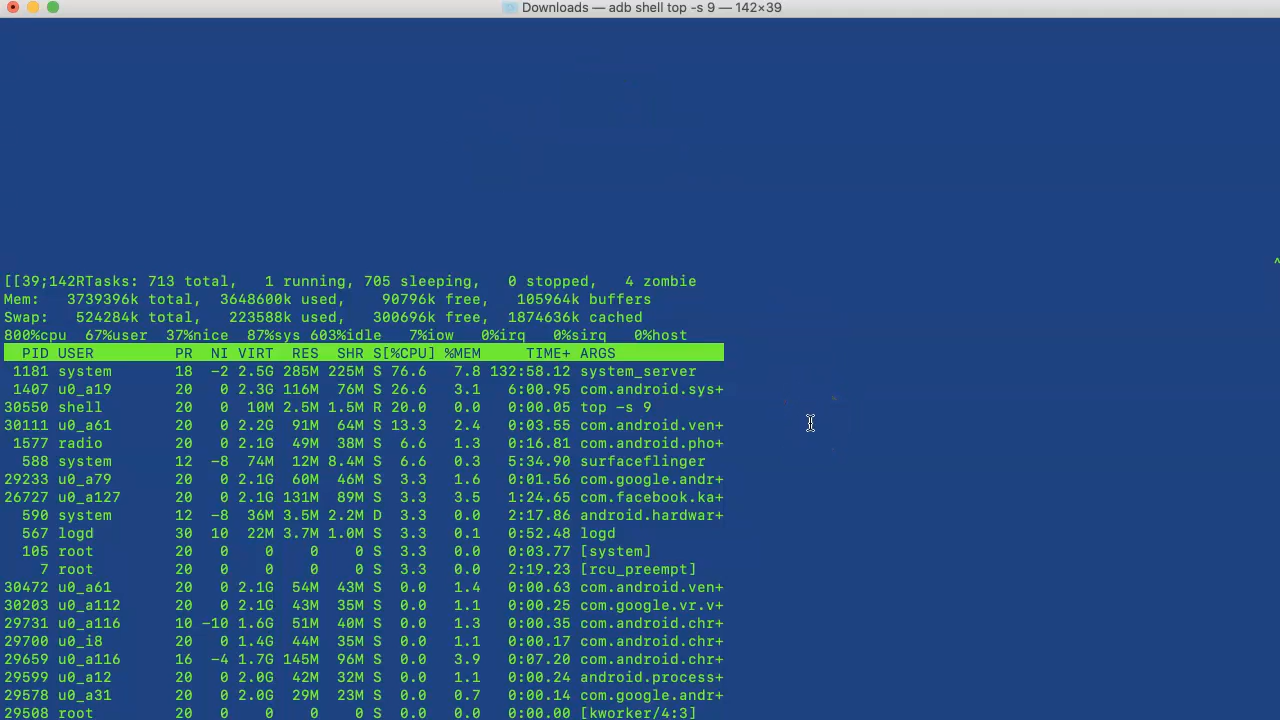 Downloads — adb shell top -s 9 — 142×39
^
[[39;142RTasks: 713 total,   1 running, 705 sleeping,   0 stopped,   4 zombie
Mem:   3739396k total,  3648600k used,    90796k free,   105964k buffers
Swap:   524284k total,   223588k used,   300696k free,  1874636k cached
800%cpu  67%user  37%nice  87%sys 603%idle   7%iow   0%irq   0%sirq   0%host
PID USER         PR  NI VIRT  RES  SHR S[%CPU] %MEM     TIME+ ARGS
1181 system       18  -2 2.5G 285M 225M S 76.6   7.8 132:58.12 system_server
1407 u0_a19       20   0 2.3G 116M  76M S 26.6   3.1   6:00.95 com.android.sys+
30550 shell        20   0  10M 2.5M 1.5M R 20.0   0.0   0:00.05 top -s 9
30111 u0_a61       20   0 2.2G  91M  64M S 13.3   2.4   0:03.55 com.android.ven+
1577 radio        20   0 2.1G  49M  38M S  6.6   1.3   0:16.81 com.android.pho+
588 system       12  -8  74M  12M 8.4M S  6.6   0.3   5:34.90 surfaceflinger
29233 u0_a79       20   0 2.1G  60M  46M S  3.3   1.6   0:01.56 com.google.andr+
26727 u0_a127      20   0 2.1G 131M  89M S  3.3   3.5   1:24.65 com.facebook.ka+
590 system       12  -8  36M 3.5M 2.2M D  3.3   0.0   2:17.86 android.hardwar+
567 logd         30  10  22M 3.7M 1.0M S  3.3   0.1   0:52.48 logd
105 root         20   0    0    0    0 S  3.3   0.0   0:03.77 [system]
7 root         20   0    0    0    0 S  3.3   0.0   2:19.23 [rcu_preempt]
30472 u0_a61       20   0 2.1G  54M  43M S  0.0   1.4   0:00.63 com.android.ven+
30203 u0_a112      20   0 2.1G  43M  35M S  0.0   1.1   0:00.25 com.google.vr.v+
29731 u0_a116      10 -10 1.6G  51M  40M S  0.0   1.3   0:00.35 com.android.chr+
29700 u0_i8        20   0 1.4G  44M  35M S  0.0   1.1   0:00.17 com.android.chr+
29659 u0_a116      16  -4 1.7G 145M  96M S  0.0   3.9   0:07.20 com.android.chr+
29599 u0_a12       20   0 2.0G  42M  32M S  0.0   1.1   0:00.24 android.process+
29578 u0_a31       20   0 2.0G  29M  23M S  0.0   0.7   0:00.14 com.google.andr+
29508 root         20   0    0    0    0 S  0.0   0.0   0:00.00 [kworker/4:3]